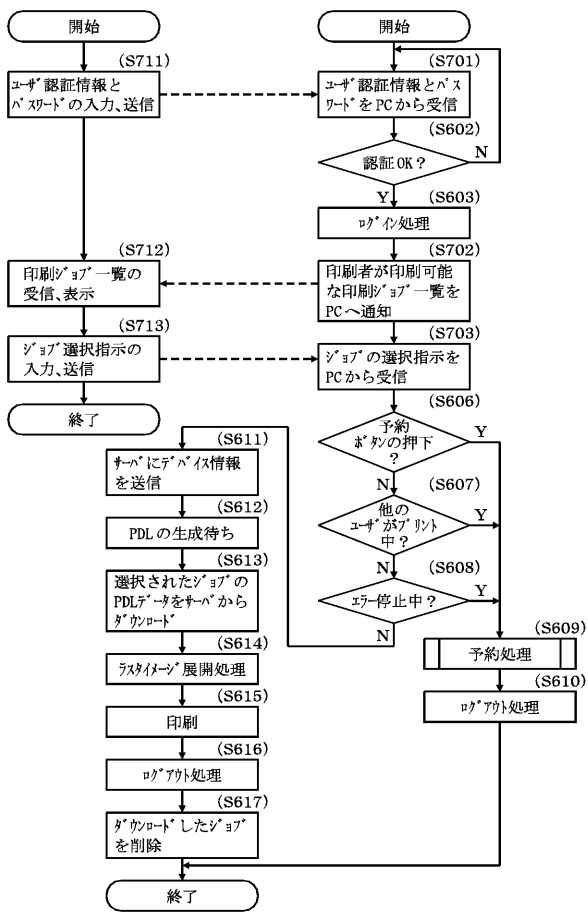 開始
(S711)
ﾕｰｻﾞ認証情報と
ﾊﾟｽﾜｰﾄﾞの入力、送信
(S712)
印刷ｼﾞｮﾌﾞ一覧の
受信、表示
(S713)
ｼﾞｮﾌﾞ選択指示の
入力、送信
終了
開始
(S701)
ﾕｰｻﾞ認証情報とﾊﾟｽ
ﾜｰﾄﾞをPCから受信
(S602)
認証OK?
N
Y
(S603)
ﾛｸﾞｲﾝ処理
(S702)
印刷者が印刷可能
な印刷ｼﾞｮﾌﾞ一覧を
PCへ通知
(S703)
ｼﾞｮﾌﾞの選択指示を
PCから受信
(S606)
予約
ﾎﾞﾀﾝの押下
?
Y
N
(S607)
他の
ﾕｰｻﾞがﾌﾟﾘﾝﾄ
中?
Y
N
(S608)
ｴﾗｰ停止中?
Y
N
(S609)
予約処理
(S610)
ﾛｸﾞｱｳﾄ処理
(S611)
ｻｰﾊﾞにﾃﾞﾊﾞｲｽ情報
を送信
(S612)
PDLの生成待ち
(S613)
選択されたｼﾞｮﾌﾞの
PDLﾃﾞｰﾀをｻｰﾊﾞから
ﾀﾞｳﾝﾛｰﾄﾞ
(S614)
ﾗｽﾀｲﾒｰｼﾞ展開処理
(S615)
印刷
(S616)
ﾛｸﾞｱｳﾄ処理
(S617)
ﾀﾞｳﾝﾛｰﾄﾞしたｼﾞｮﾌﾞ
を削除
終了